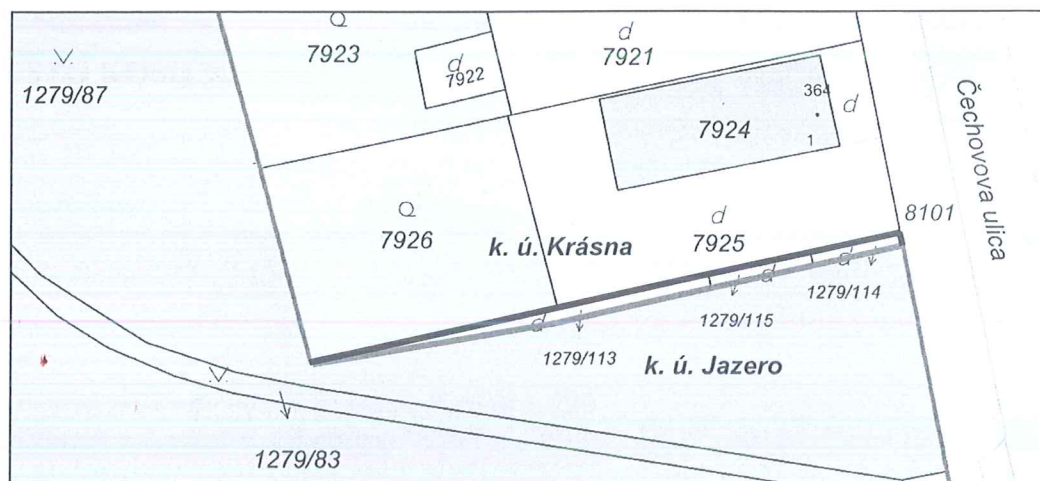 7923
d
7921
1279/87
d
7922
364
d
7924
1
Čechovova ulica
8101
7926
k. ú. Krásna
d
7925
d
d
d
1279/114
1279/115
1279/113
k. ú. Jazero
1279/83